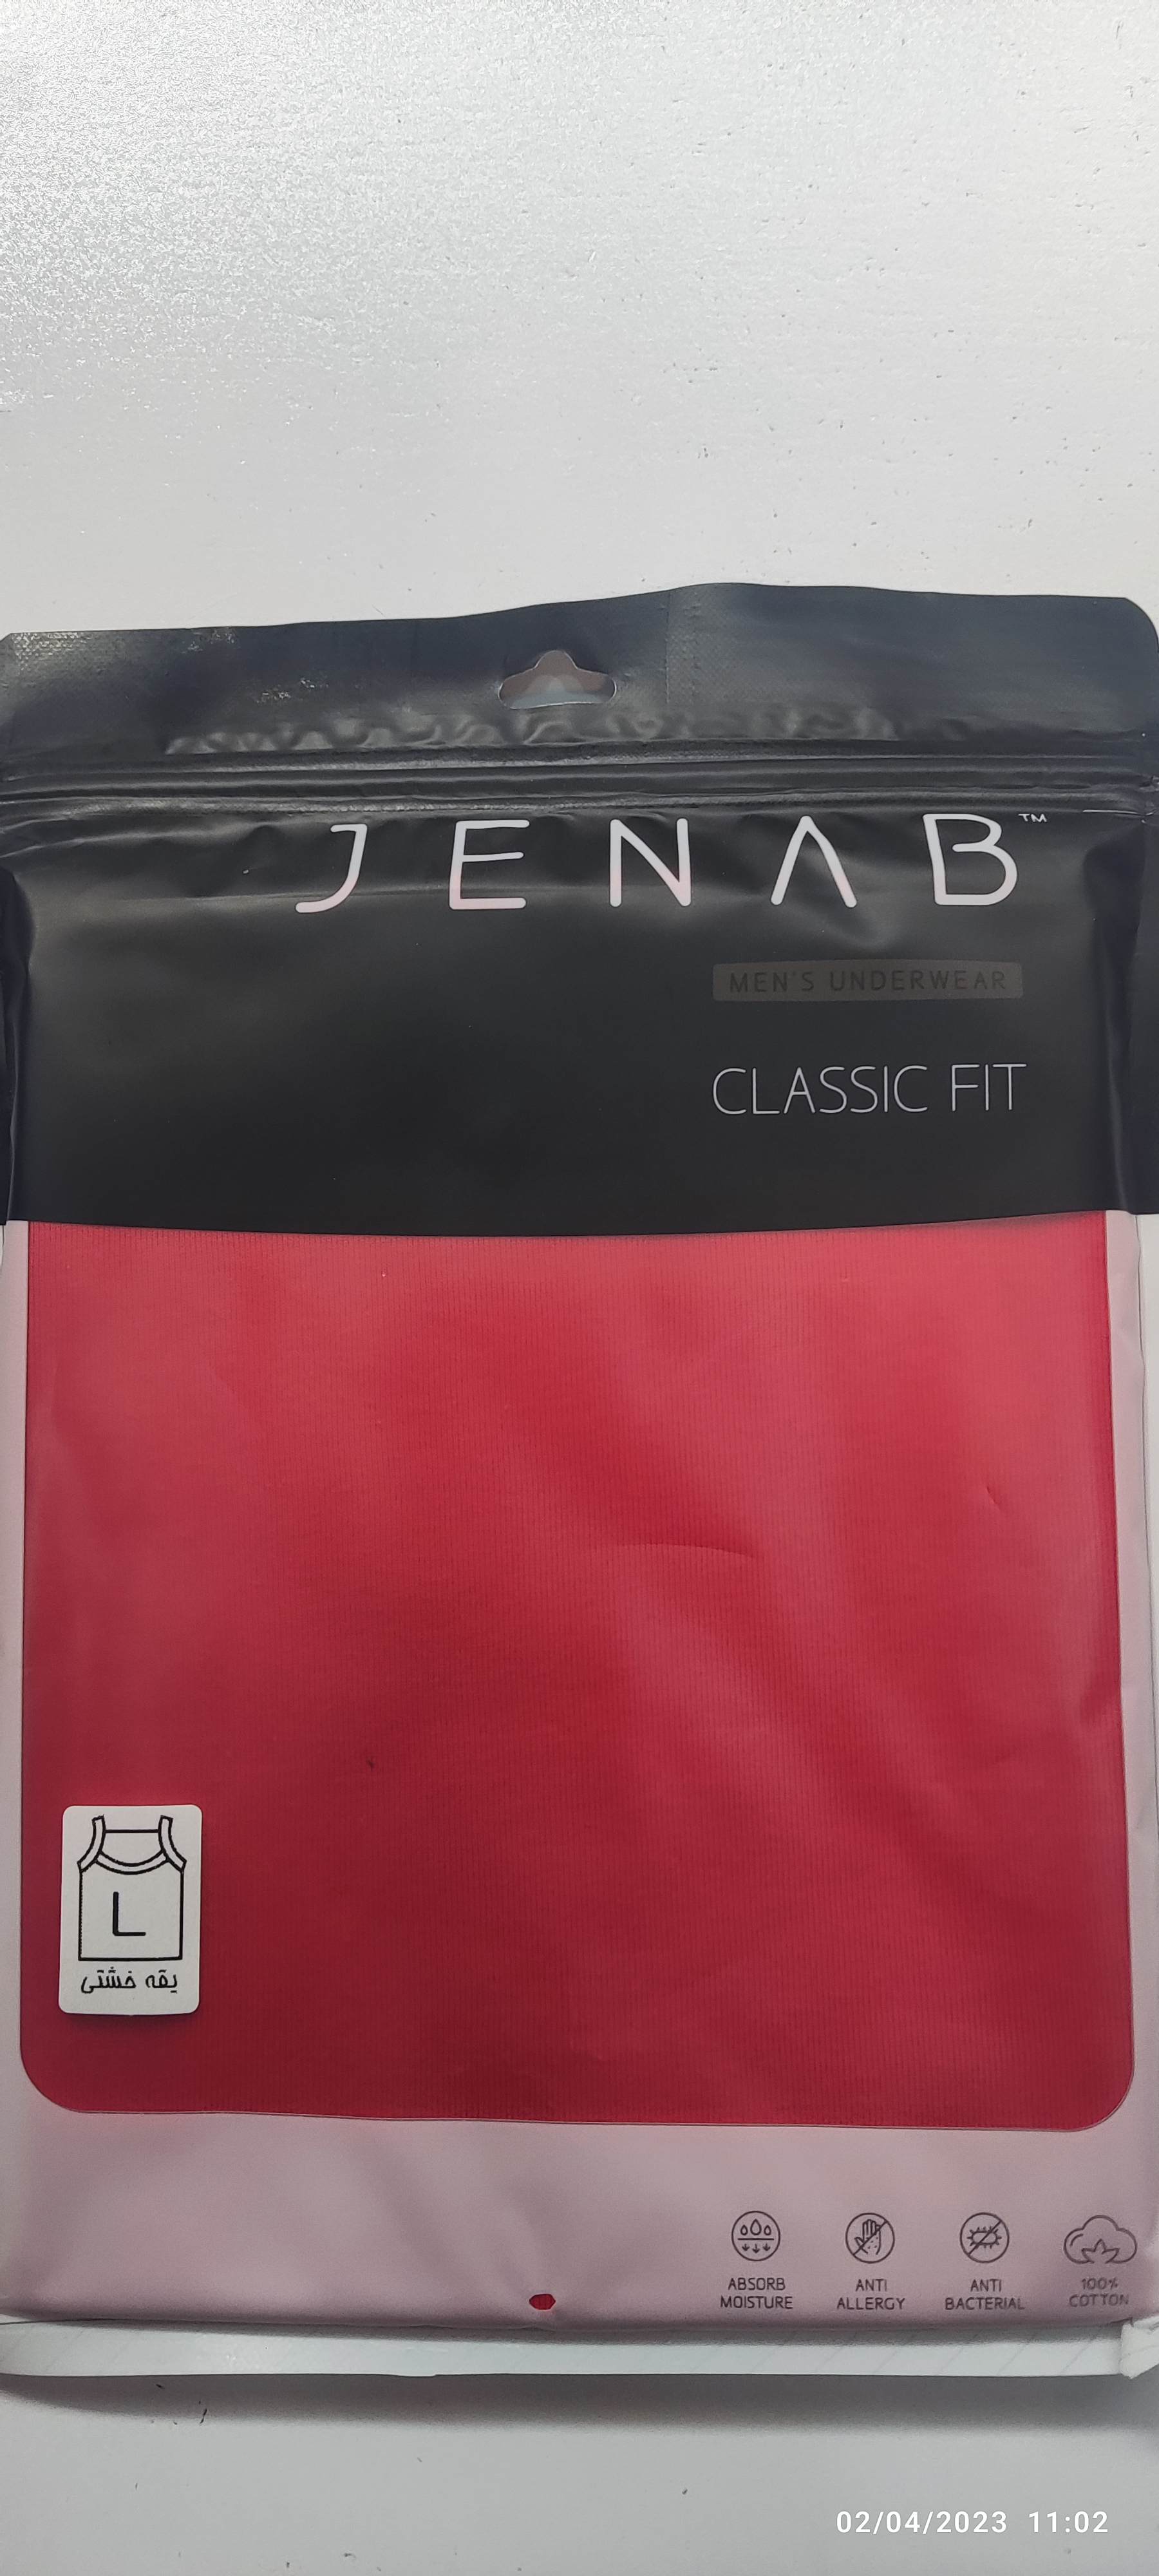 JENAB™
MEN'S UNDERWEAR
CLASSIC FIT
L
یقه خشتی
ABSORB
MOISTURE
ANTI
ALLERGY
ANTI
BACTERIAL
100%
COTTON
02/04/2023 11:02